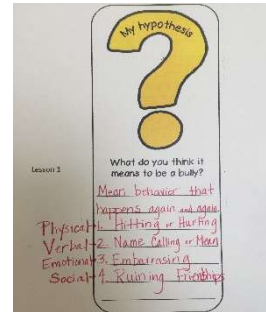 My hypothesis
Lesson 1
What do you think it
means to be a bully?
Mean behavior that
happens again and again
Physical-1. Hitting or Hurting
Verbal-2. Name Calling or Mean
Emotional-3. Embarrasing
Social-4. Ruining Friendships